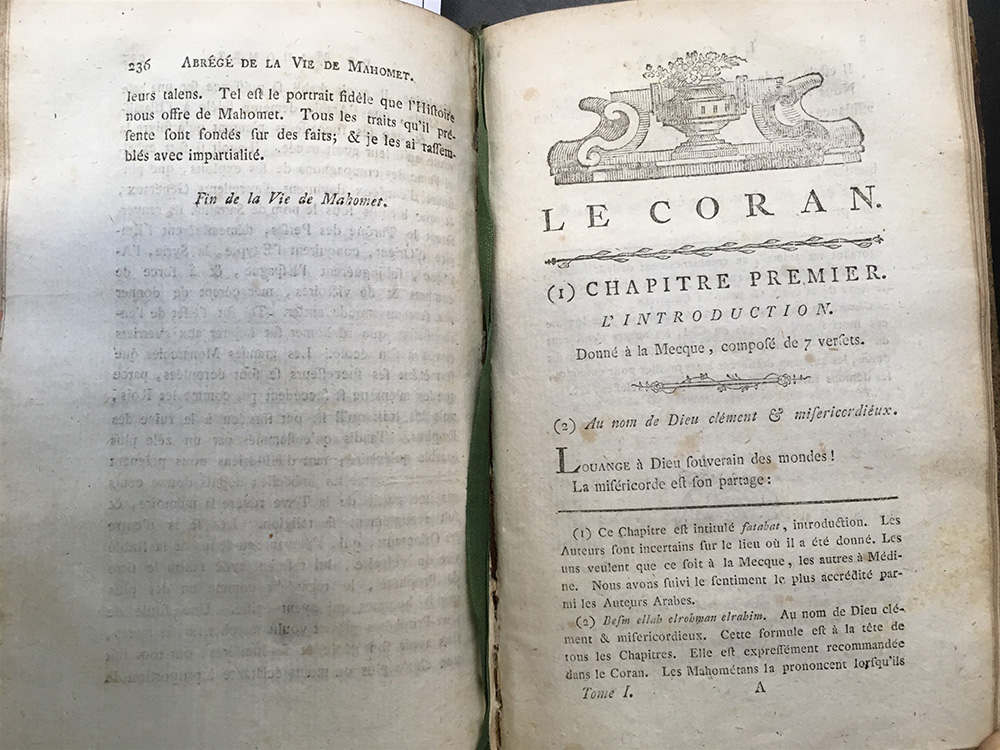 236 ABRÉGÉ DE LA VIE DE MAHOMET.
leurs talens. Tel eſt le portrait fidèle que l'Hiſtoire
nous offre de Mahomet. Tous les traits qu'il pré-
ſente ſont fondés ſur des faits; & je les ai raſſem-
blés avec impartialité.
Fin de la Vie de Mahomet.
LE CORAN.
(1) CHAPITRE PREMIER.
L'INTRODUCTION.
Donné à la Mecque, compoſé de 7 verſets.
(2) Au nom de Dieu clément & miſericordiéux.
LOUANGE à Dieu ſouverain des mondes!
La miſéricorde eſt ſon partage:
(1) Ce Chapitre eſt intitulé fatahat, introduction. Les
Auteurs ſont incertains ſur le lieu où il a été donné. Les
uns veulent que ce ſoit à la Mecque, les autres à Médi-
ne. Nous avons ſuivi le ſentiment le plus accrédité par-
mi les Auteurs Arabes.
(2) Beſm ellah elrohman elrahim. Au nom de Dieu clé-
ment & miſericordieux. Cette formule eſt à la tête de
tous les Chapitres. Elle eſt expreſſément recommandée
dans le Coran. Les Mahométans la prononcent lorſqu'ils
Tome I. A